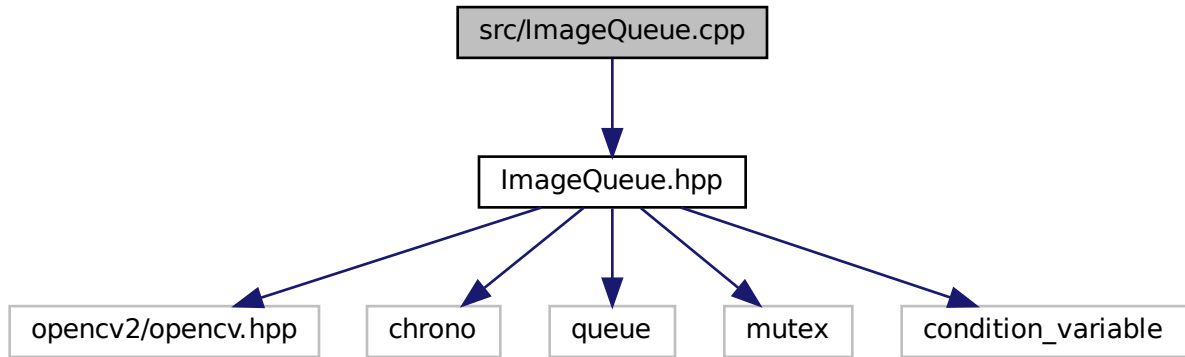 src/ImageQueue.cpp
ImageQueue.hpp
opencv2/opencv.hpp
chrono
queue
mutex
condition_variable